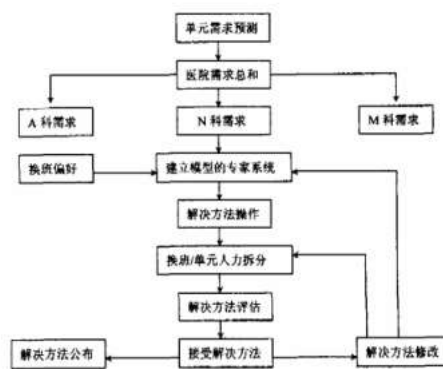 单元需求预测
医院需求总和
A 科需求
N 科需求
M 科需求
换班偏好
建立模型的专家系统
解决方法操作
换班/单元人力拆分
解决方法评估
解决方法公布
接受解决方法
解决方法修改